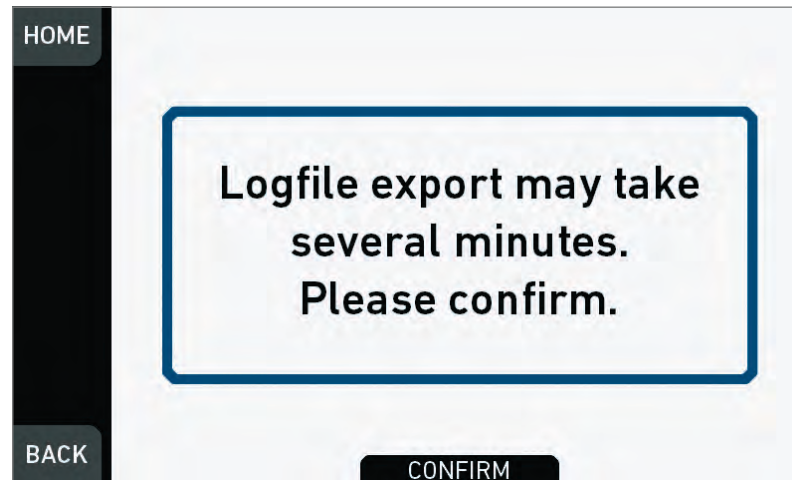 HOME
Logfile export may take
several minutes.
Please confirm.
BACK
CONFIRM